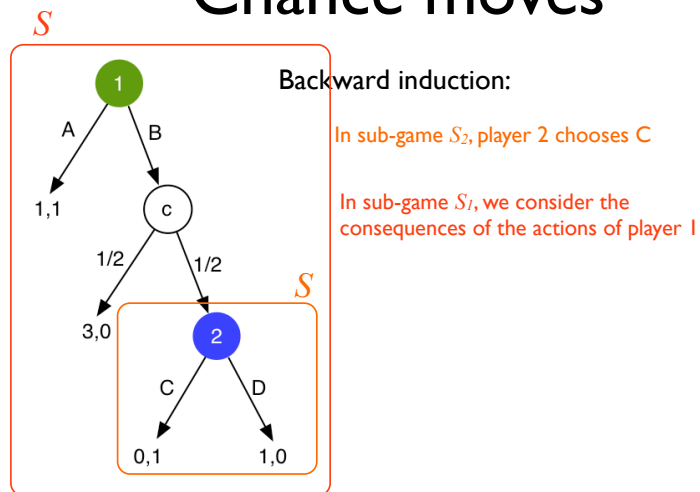 Chance moves
S
1
Backward induction:
A
B
In sub-game S2, player 2 chooses C
1,1
c
In sub-game S1, we consider the
consequences of the actions of player 1
1/2
1/2
S
3,0
2
C
D
0,1
1,0